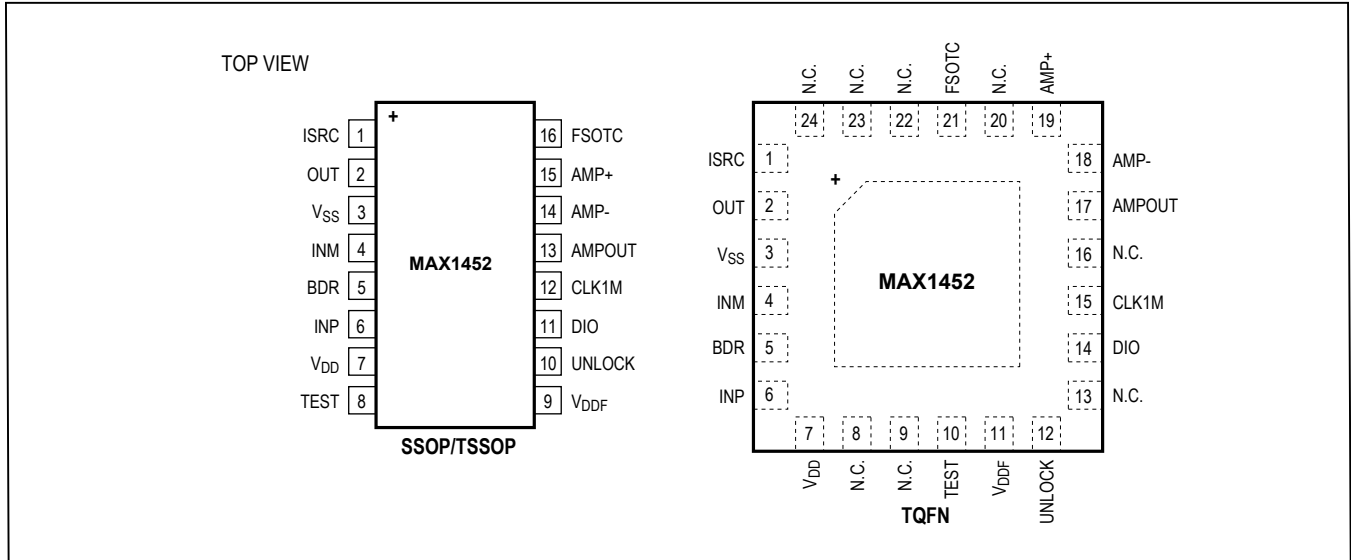 TOP VIEW
+
MAX1452
ISRC 1
OUT 2
VSS 3
INM 4
BDR 5
INP 6
VDD 7
TEST 8
16 FSOTC
15 AMP+
14 AMP-
13 AMPOUT
12 CLK1M
11 DIO
10 UNLOCK
9 VDDF
SSOP/TSSOP
N.C. N.C. N.C. FSOTC N.C. AMP+
24 23 22 21 20 19
ISRC 1
OUT 2
VSS 3
INM 4
BDR 5
INP 6
+
MAX1452
18 AMP-
17 AMPOUT
16 N.C.
15 CLK1M
14 DIO
13 N.C.
7 8 9 10 11 12
VDD N.C. N.C. TEST VDDF UNLOCK
TQFN